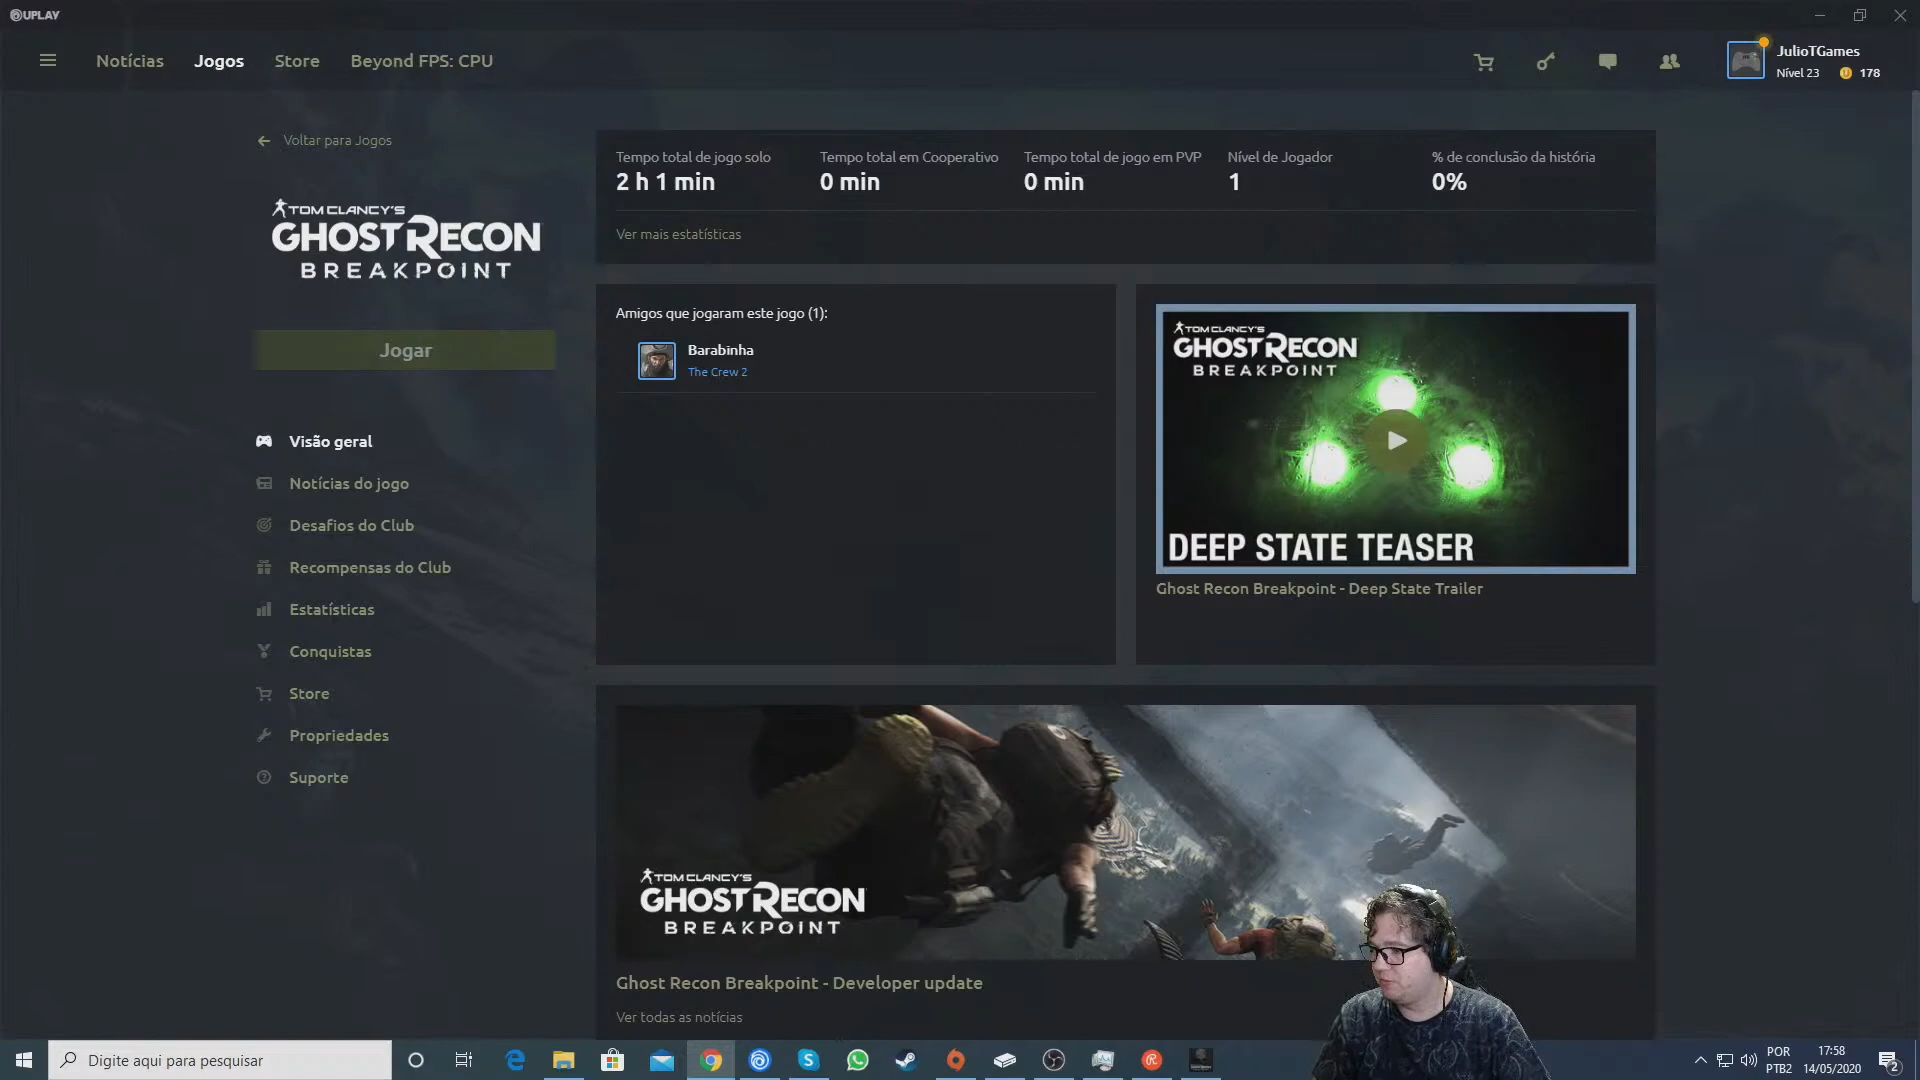 UPLAY
Notícias
Jogos
Store
Beyond FPS: CPU
JulioTGames
Nível 23
178
Voltar para Jogos
TOM CLANCY'S
GHOST RECON
BREAKPOINT
Jogar
Visão geral
Notícias do jogo
Desafios do Club
Recompensas do Club
Estatísticas
Conquistas
Store
Propriedades
Suporte
Tempo total de jogo solo
2 h 1 min
Tempo total em Cooperativo
0 min
Tempo total de jogo em PVP
0 min
Nível de Jogador
1
% de conclusão da história
0%
Ver mais estatísticas
Amigos que jogaram este jogo (1):
Barabinha
The Crew 2
TOM CLANCY'S
GHOST RECON
BREAKPOINT
DEEP STATE TEASER
Ghost Recon Breakpoint - Deep State Trailer
TOM CLANCY'S
GHOST RECON
BREAKPOINT
Ghost Recon Breakpoint - Developer update
Ver todas as notícias
Digite aqui para pesquisar
POR
PTB2
17:58
14/05/2020
2